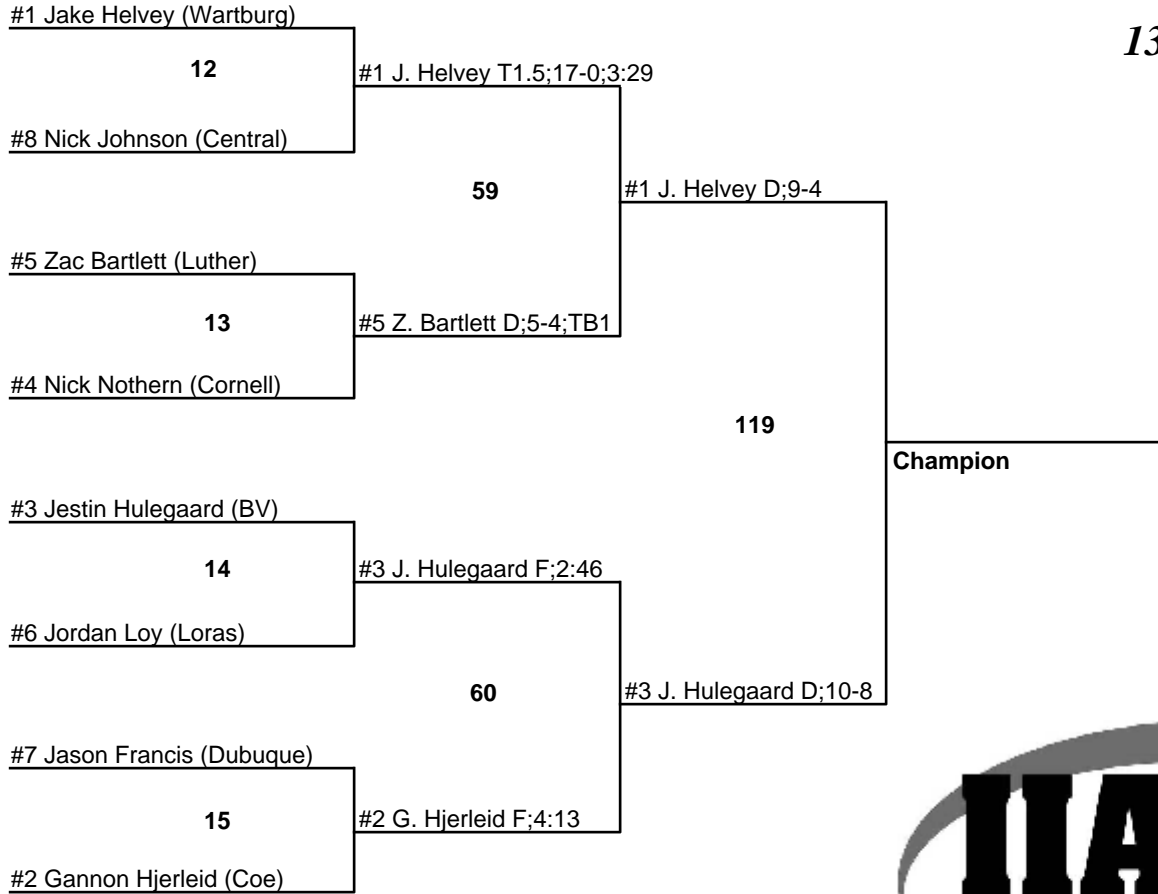 #1 Jake Helvey (Wartburg)
13
12
#1 J. Helvey T1.5;17-0;3:29
#8 Nick Johnson (Central)
59
#1 J. Helvey D;9-4
#5 Zac Bartlett (Luther)
13
#5 Z. Bartlett D;5-4;TB1
#4 Nick Nothern (Cornell)
119
Champion
#3 Jestin Hulegaard (BV)
14
#3 J. Hulegaard F;2:46
#6 Jordan Loy (Loras)
60
#3 J. Hulegaard D;10-8
#7 Jason Francis (Dubuque)
15
#2 G. Hjerleid F;4:13
#2 Gannon Hjerleid (Coe)
IIA